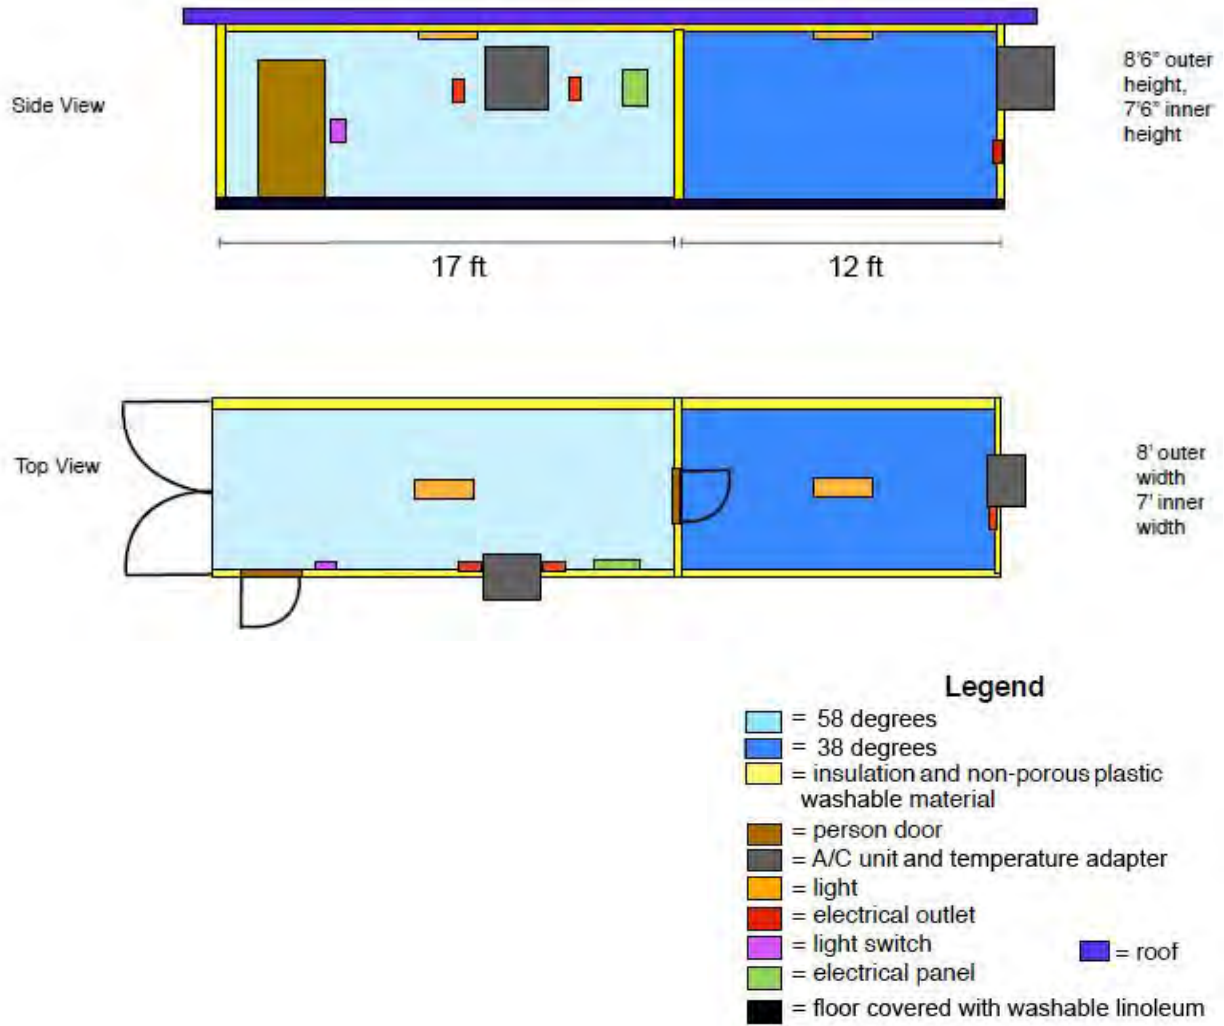 Side View
8'6" outer
height,
7'6" inner
height
17 ft
12 ft
Top View
8' outer
width
7' inner
width
Legend
= 58 degrees
= 38 degrees
= insulation and non-porous plastic
washable material
= person door
= A/C unit and temperature adapter
= light
= electrical outlet
= light switch
= roof
= electrical panel
= floor covered with washable linoleum